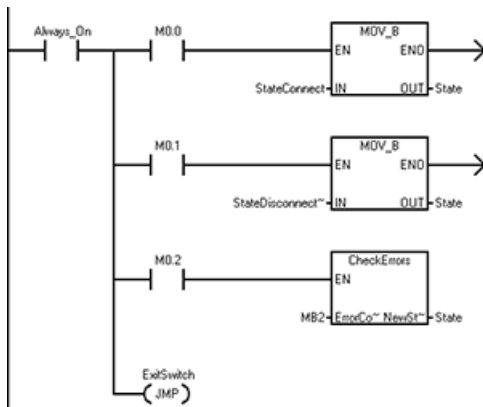 Always_On M0.0 MOV_B
EN ENO
StateConnect IN OUT State
M0.1 MOV_B
EN ENO
StateDisconnect~ IN OUT State
M0.2 CheckErrors
EN
MB2 ErrorCo~ NewSt~ State
ExitSwitch
JMP